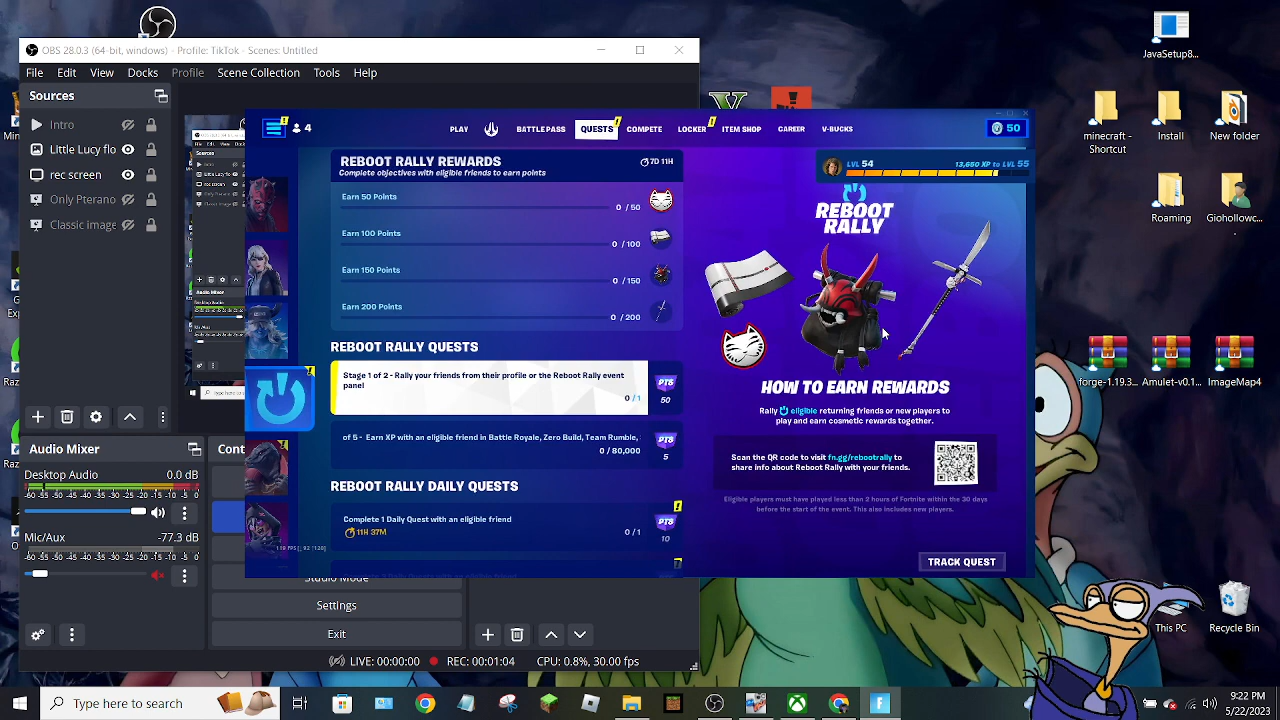 OBS 28.0.3 (64-bit, windows) - Profile: TikTok - Scenes: Untitled
File Edit View Docks Profile Scene Collection Tools Help
Sources
Intro
rec screen
Audio Mixer
Desktop Audio
Mic/Aux
-7.3 dB
Studio Mode
Settings
Exit
LIVE: 00:00:00 REC: 00:01:04 CPU: 0.8%, 30.00 fps
4
PLAY BATTLE PASS QUESTS COMPETE LOCKER ITEM SHOP CAREER V-BUCKS
50
REBOOT RALLY REWARDS
7D 11H
Complete objectives with eligible friends to earn points
Earn 50 Points
0 / 50
Earn 100 Points
0 / 100
Earn 150 Points
0 / 150
Earn 200 Points
0 / 200
REBOOT RALLY QUESTS
Stage 1 of 2 - Rally your friends from their profile or the Reboot Rally event
panel
0 / 1
PTS
50
of 5 - Earn XP with an eligible friend in Battle Royale, Zero Build, Team Rumble,
0 / 80,000
PTS
5
REBOOT RALLY DAILY QUESTS
Complete 1 Daily Quest with an eligible friend
11H 37M
0 / 1
PTS
10
LVL 54
13,650 XP to LVL 55
REBOOT
RALLY
HOW TO EARN REWARDS
Rally eligible returning friends or new players to
play and earn cosmetic rewards together.
Scan the QR code to visit fn.gg/rebootrally to
share info about Reboot Rally with your friends.
Eligible players must have played less than 2 hours of Fortnite within the 30 days
before the start of the event. This also includes new players.
TRACK QUEST
JavaSetup8...
minecraft -
Shortcut
Install
New folder
Roaming
Gohollowc...
This PC
Recycle Bin
9:22 PM
5/22/2023